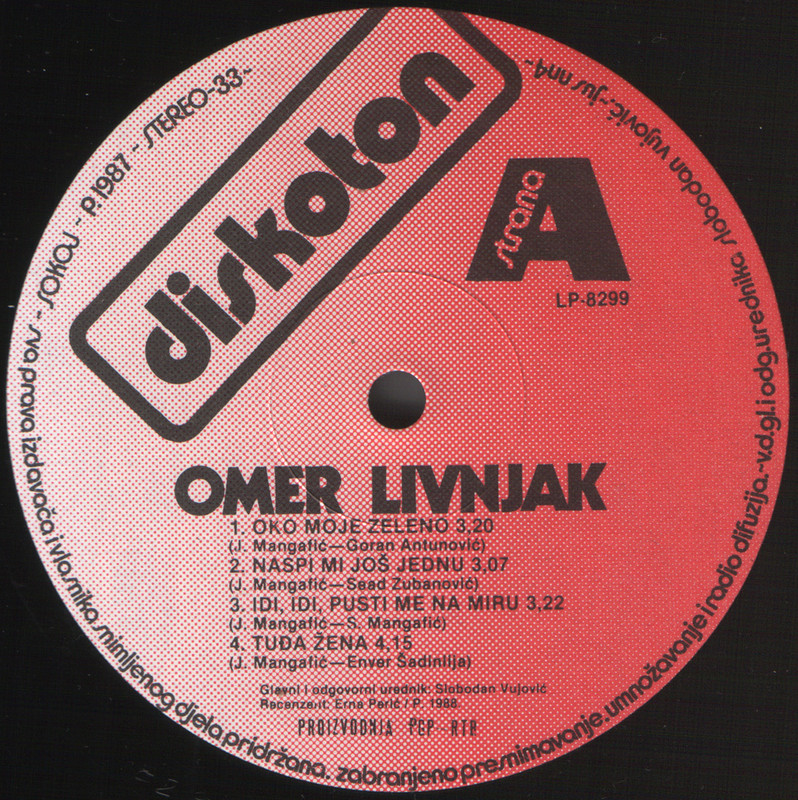 diskoton
strana
A
LP-8299
OMER LIVNJAK
1. OKO MOJE ZELENO 3,20
(J. Mangafić—Goran Antunović)
2. NASPI MI JOŠ JEDNU 3,07
(J. Mangafić—Sead Zubanović)
3. IDI, IDI, PUSTI ME NA MIRU 3,22
(J. Mangafić—S. Mangafić)
4. TUĐA ŽENA 4,15
(J. Mangafić—Enver Šadinlija)
Glavni i odgovorni urednik: Slobodan Vujović
Recenzent: Erna Perić / P. 1988.
PROIZVODNJA PGP RTB
SOKOJ - P.1987 - STEREO-33-
sva prava izdavača i vlasnika snimljenog djela pridržana. zabranjeno presnimavanje, umnožavanje i radio difuzija.-v.d.gl. i odg. urednik: slobodan vujović.-jus nn4-